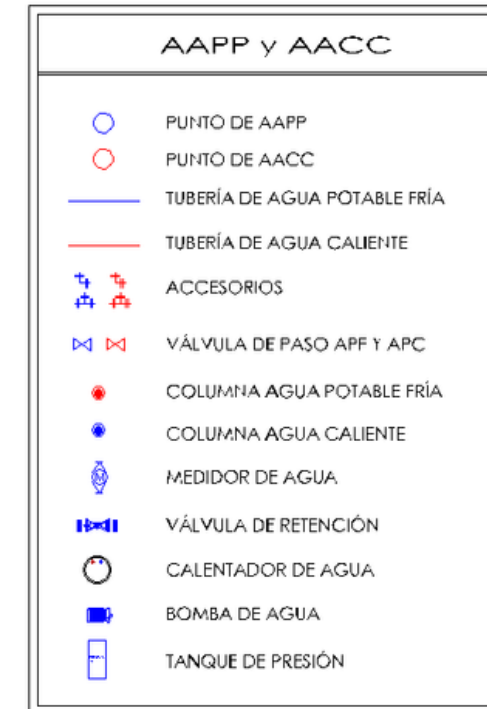 AAPP y AACC
PUNTO DE AAPP
PUNTO DE AACC
TUBERÍA DE AGUA POTABLE FRÍA
TUBERÍA DE AGUA CALIENTE
ACCESORIOS
VÁLVULA DE PASO APF Y APC
COLUMNA AGUA POTABLE FRÍA
COLUMNA AGUA CALIENTE
M MEDIDOR DE AGUA
VÁLVULA DE RETENCIÓN
CALENTADOR DE AGUA
BOMBA DE AGUA
TANQUE DE PRESIÓN